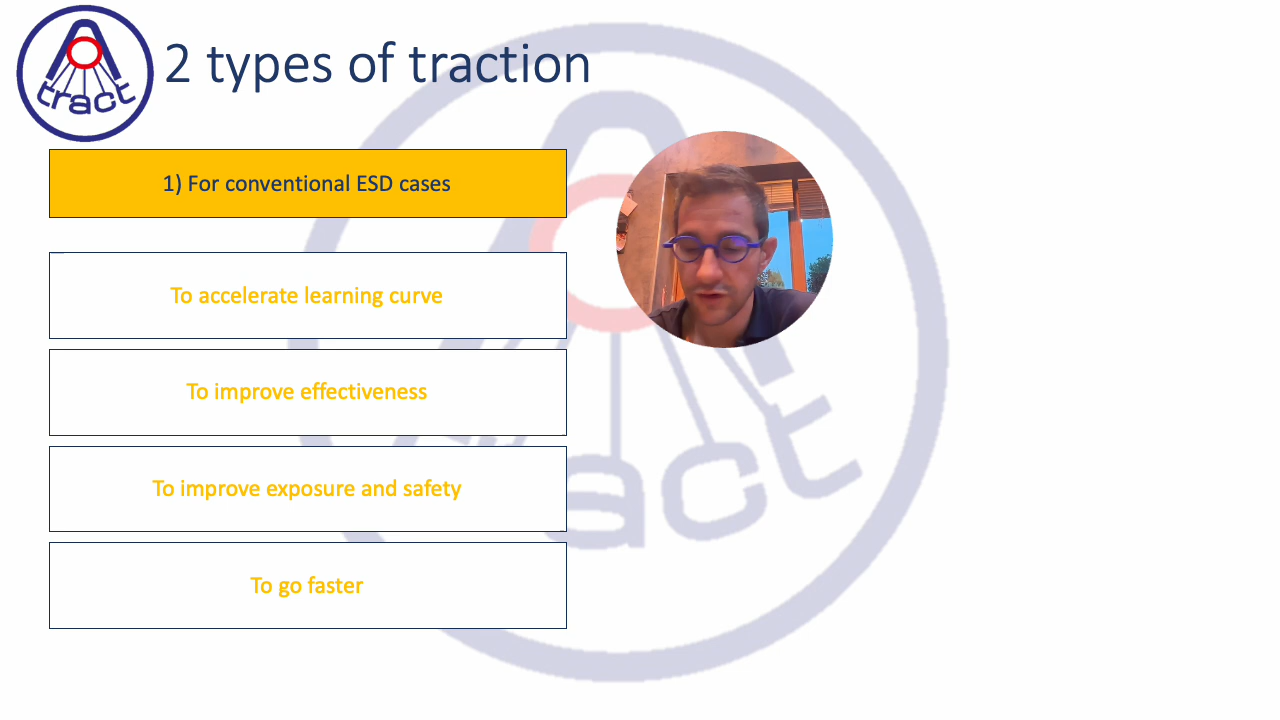 A
tract
2 types of traction
1) For conventional ESD cases
To accelerate learning curve
To improve effectiveness
To improve exposure and safety
To go faster
A
tract